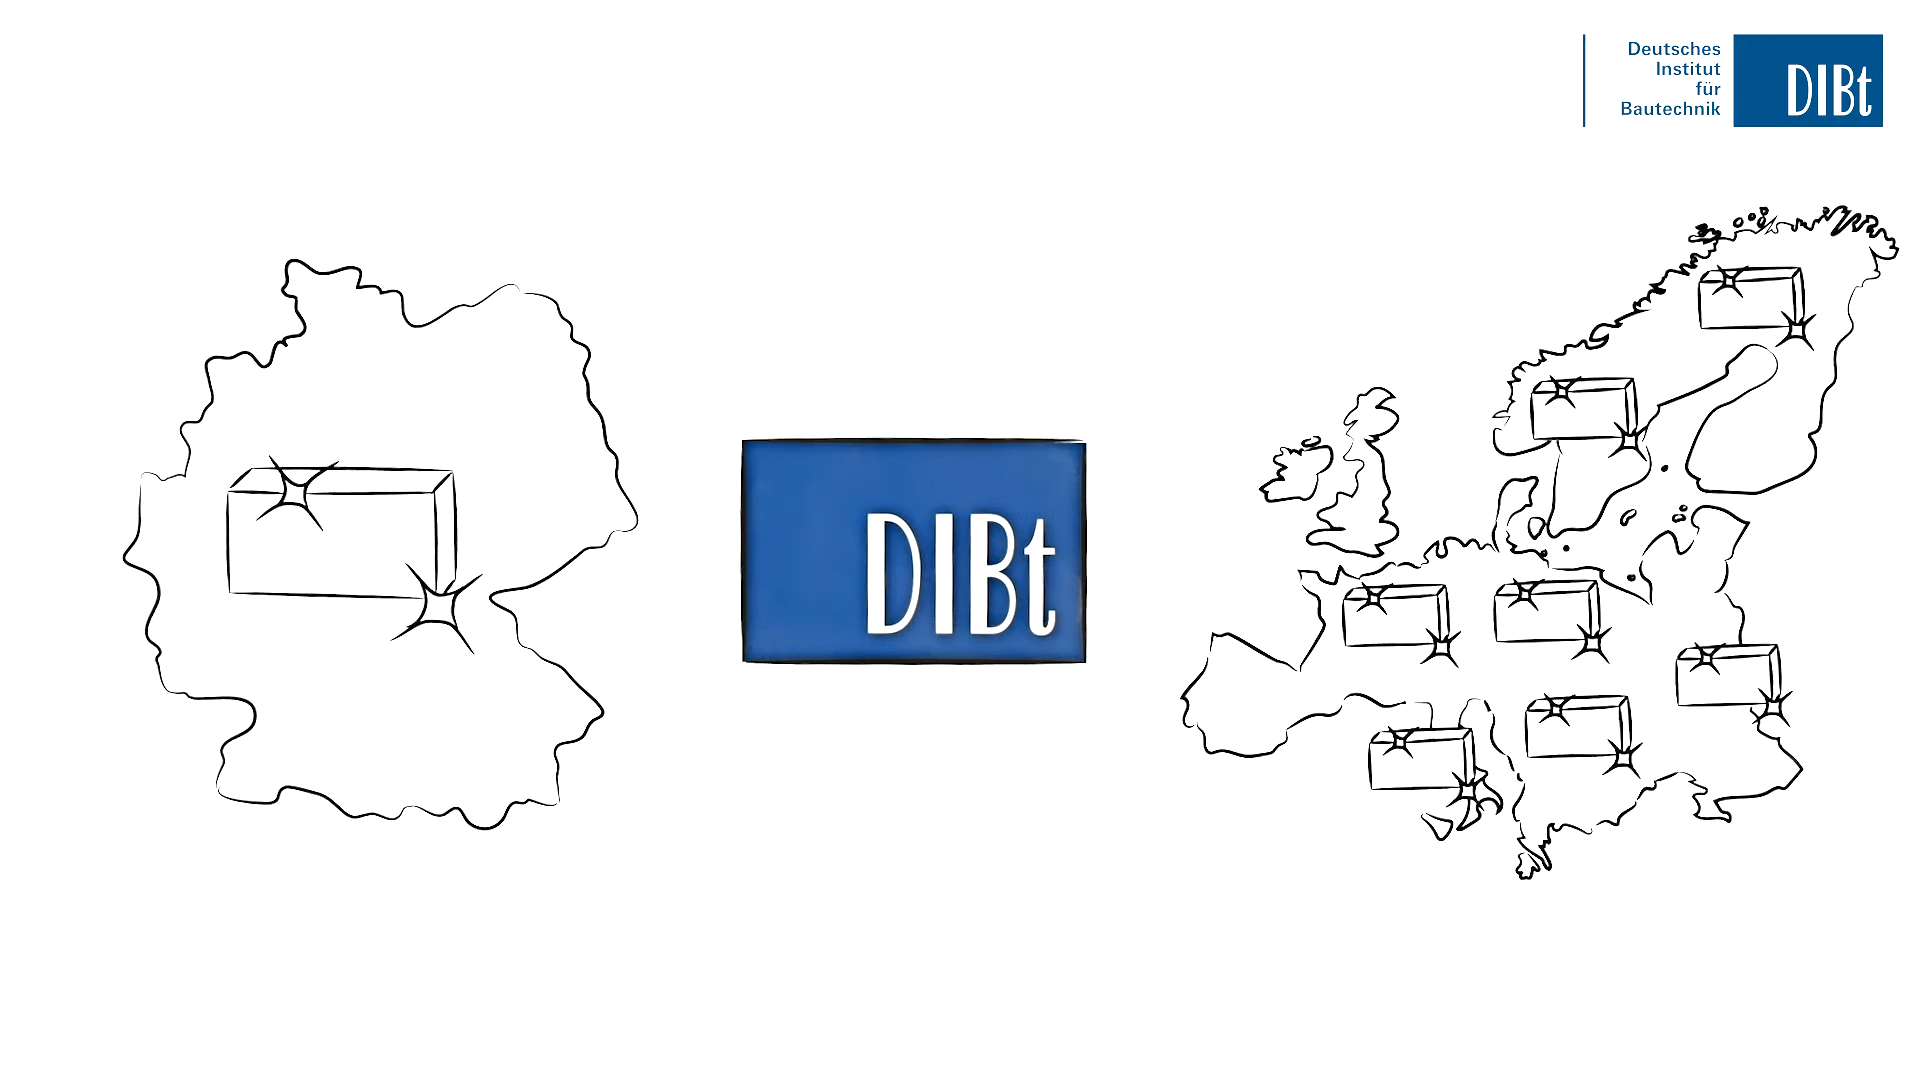 Deutsches
Institut
für
Bautechnik
DIBt
DIBt